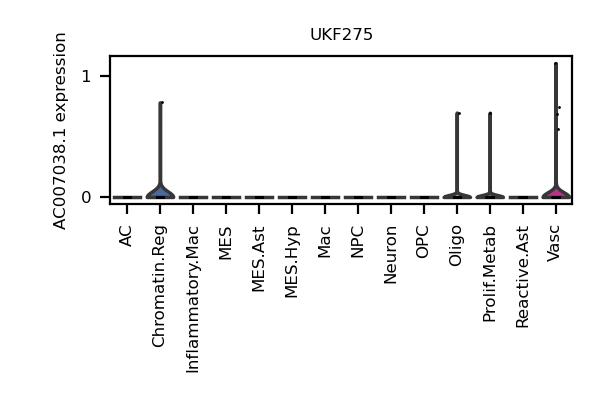 UKF275
AC007038.1 expression
1
0
AC
Chromatin.Reg
Inflammatory.Mac
MES
MES.Ast
MES.Hyp
Mac
NPC
Neuron
OPC
Oligo
Prolif.Metab
Reactive.Ast
Vasc